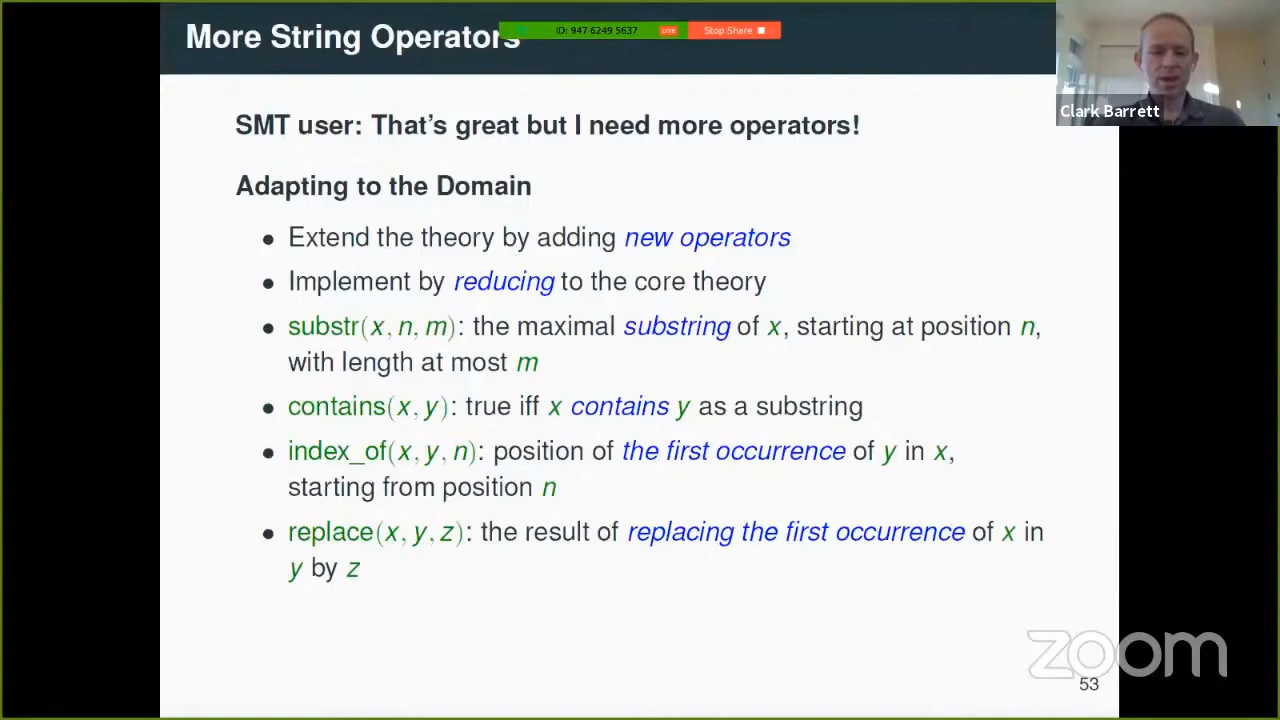 More String Operators
ID: 947 6249 5637 LIVE Stop Share
Clark Barrett
SMT user: That's great but I need more operators!
Adapting to the Domain
• Extend the theory by adding new operators
• Implement by reducing to the core theory
• substr(x, n, m): the maximal substring of x, starting at position n,
with length at most m
• contains(x, y): true iff x contains y as a substring
• index_of(x, y, n): position of the first occurrence of y in x,
starting from position n
• replace(x, y, z): the result of replacing the first occurrence of x in
y by z
zoom
53